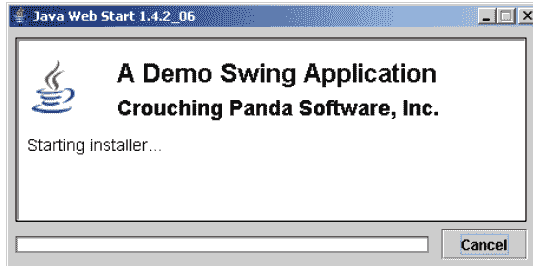 Java Web Start 1.4.2_06
A Demo Swing Application
Crouching Panda Software, Inc.
Starting installer...
Cancel